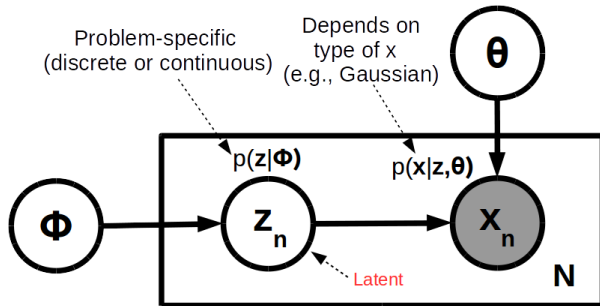 Problem-specific
(discrete or continuous)
Depends on
type of x
(e.g., Gaussian)
θ
p(z|Φ)
p(x|z,θ)
Φ
zn
xn
N
Latent